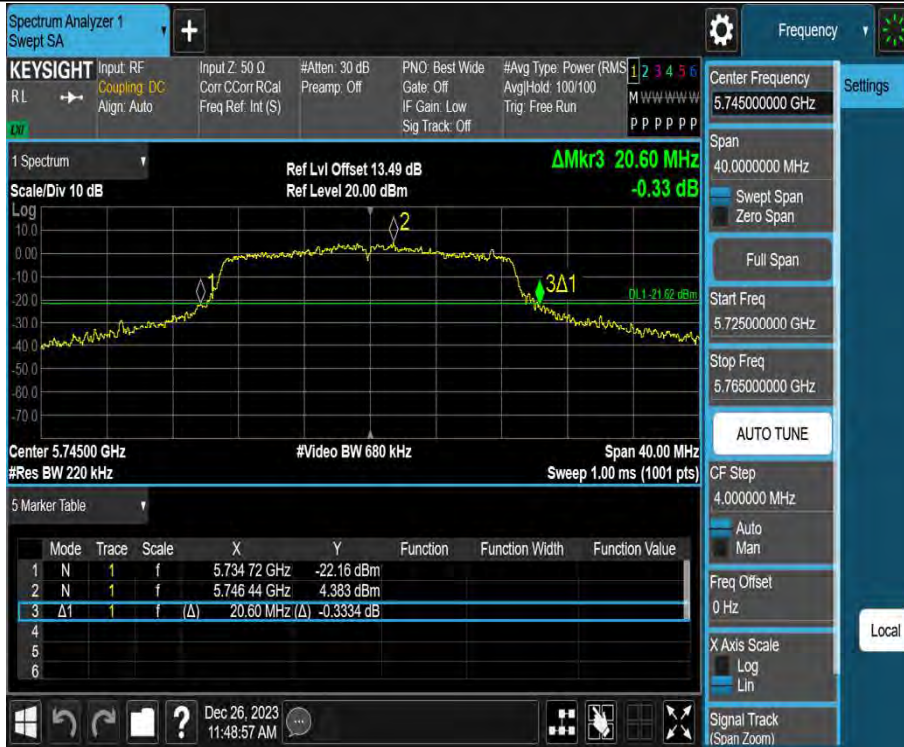 Spectrum Analyzer 1
Swept SA
+
Frequency
KEYSIGHT
RL
LXI
Input: RF
Coupling: DC
Align: Auto
Input Z: 50 Ω
Corr CCorr RCal
Freq Ref: Int (S)
#Atten: 30 dB
Preamp: Off
PNO: Best Wide
Gate: Off
IF Gain: Low
Sig Track: Off
#Avg Type: Power (RMS
Avg|Hold: 100/100
Trig: Free Run
1 2 3 4 5 6
M W W W W W
P P P P P P
1 Spectrum
Scale/Div 10 dB
Ref Lvl Offset 13.49 dB
Ref Level 20.00 dBm
ΔMkr3 20.60 MHz
-0.33 dB
Log
10.0
0.00
-10.0
-20.0
-30.0
-40.0
-50.0
-60.0
-70.0
1
2
3Δ1
DL1 -21.62 dBm
Center 5.74500 GHz
#Res BW 220 kHz
#Video BW 680 kHz
Span 40.00 MHz
Sweep 1.00 ms (1001 pts)
5 Marker Table
Mode Trace Scale X Y Function Function Width Function Value
1 N 1 f 5.734 72 GHz -22.16 dBm
2 N 1 f 5.746 44 GHz 4.383 dBm
3 Δ1 1 f (Δ) 20.60 MHz (Δ) -0.3334 dB
4
5
6
Dec 26, 2023
11:48:57 AM
Center Frequency
5.745000000 GHz
Span
40.0000000 MHz
Swept Span
Zero Span
Full Span
Start Freq
5.725000000 GHz
Stop Freq
5.765000000 GHz
AUTO TUNE
CF Step
4.000000 MHz
Auto
Man
Freq Offset
0 Hz
X Axis Scale
Log
Lin
Signal Track
(Span Zoom)
Settings
Local